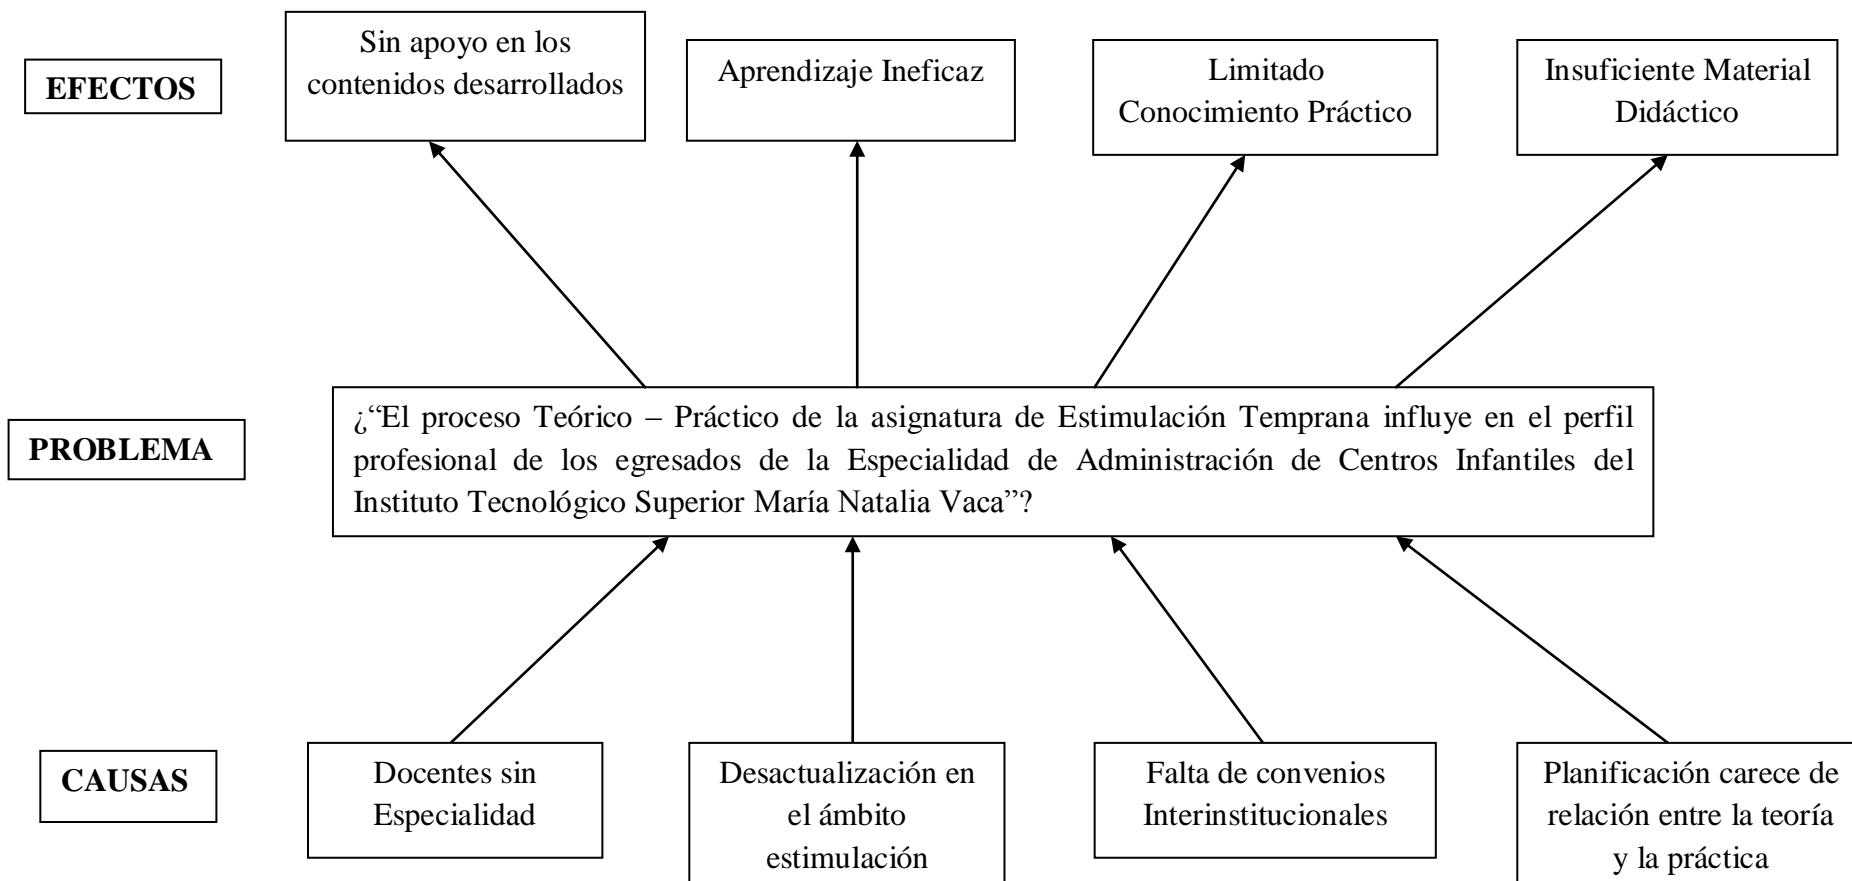 EFECTOS
Sin apoyo en los
contenidos desarrollados
Aprendizaje Ineficaz
Limitado
Conocimiento Práctico
Insuficiente Material
Didáctico
PROBLEMA
¿“El proceso Teórico – Práctico de la asignatura de Estimulación Temprana influye en el perfil
profesional de los egresados de la Especialidad de Administración de Centros Infantiles del
Instituto Tecnológico Superior María Natalia Vaca”?
CAUSAS
Docentes sin
Especialidad
Desactualización en
el ámbito
estimulación
Falta de convenios
Interinstitucionales
Planificación carece de
relación entre la teoría
y la práctica